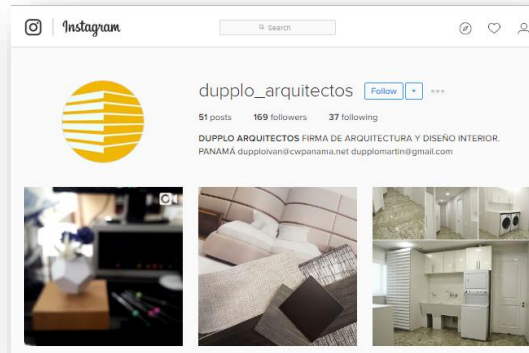 Instagram
Search
dupplo_arquitectos Follow
51 posts 169 followers 37 following
DUPPLO ARQUITECTOS FIRMA DE ARQUITECTURA Y DISEÑO INTERIOR.
PANAMÁ dupploivan@cwpanama.net dupplomartin@gmail.com